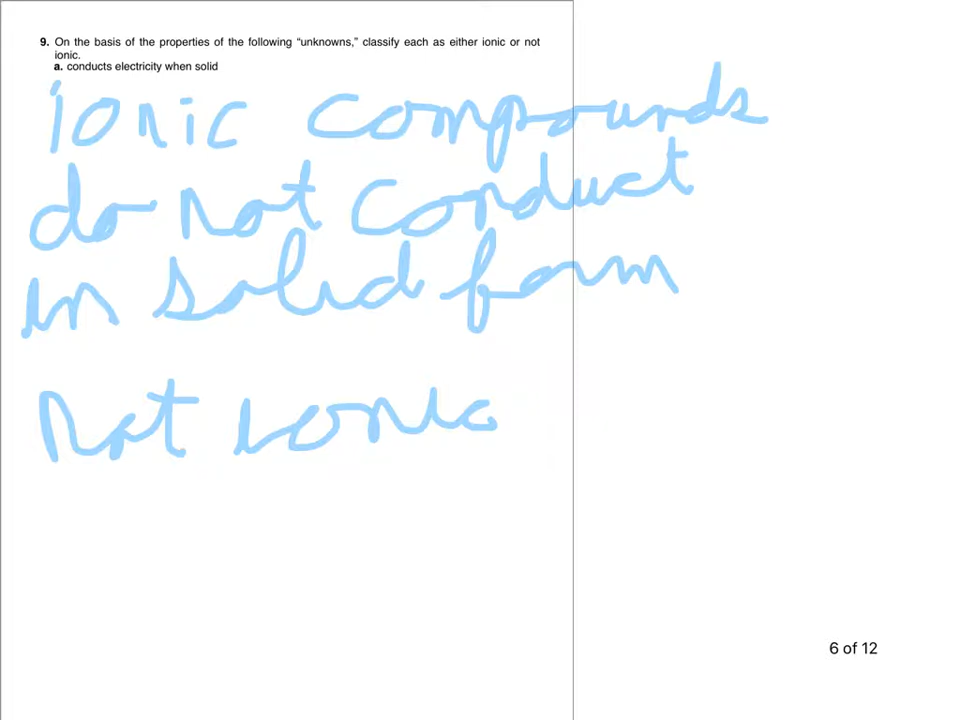 9. On the basis of the properties of the following “unknowns,” classify each as either ionic or not
ionic.
a. conducts electricity when solid
ionic compounds
do not conduct
in solid form
not ionic
6 of 12